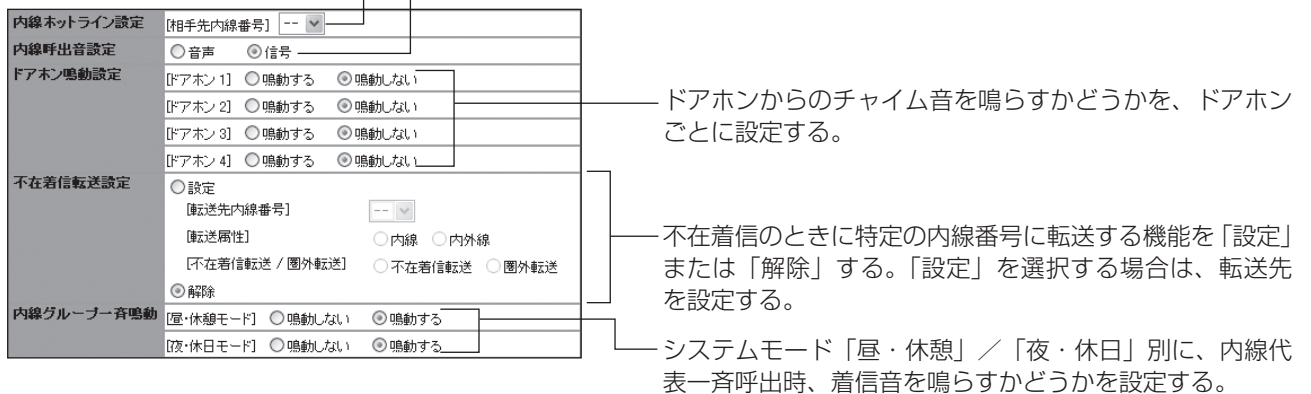 内線ホットライン設定 [相手先内線番号] --
内線呼出音設定 音声 信号
ドアホン鳴動設定 [ドアホン 1] 鳴動する 鳴動しない
[ドアホン 2] 鳴動する 鳴動しない
[ドアホン 3] 鳴動する 鳴動しない
[ドアホン 4] 鳴動する 鳴動しない
ドアホンからのチャイム音を鳴らすかどうかを、ドアホン
ごとに設定する。
不在着信転送設定 設定
[転送先内線番号] --
[転送属性] 内線 内外線
[不在着信転送 / 圏外転送] 不在着信転送 圏外転送
解除
不在着信のときに特定の内線番号に転送する機能を「設定」
または「解除」する。「設定」を選択する場合は、転送先
を設定する。
内線グループ一斉鳴動 [昼・休憩モード] 鳴動しない 鳴動する
[夜・休日モード] 鳴動しない 鳴動する
システムモード「昼・休憩」／「夜・休日」別に、内線代
表一斉呼出時、着信音を鳴らすかどうかを設定する。